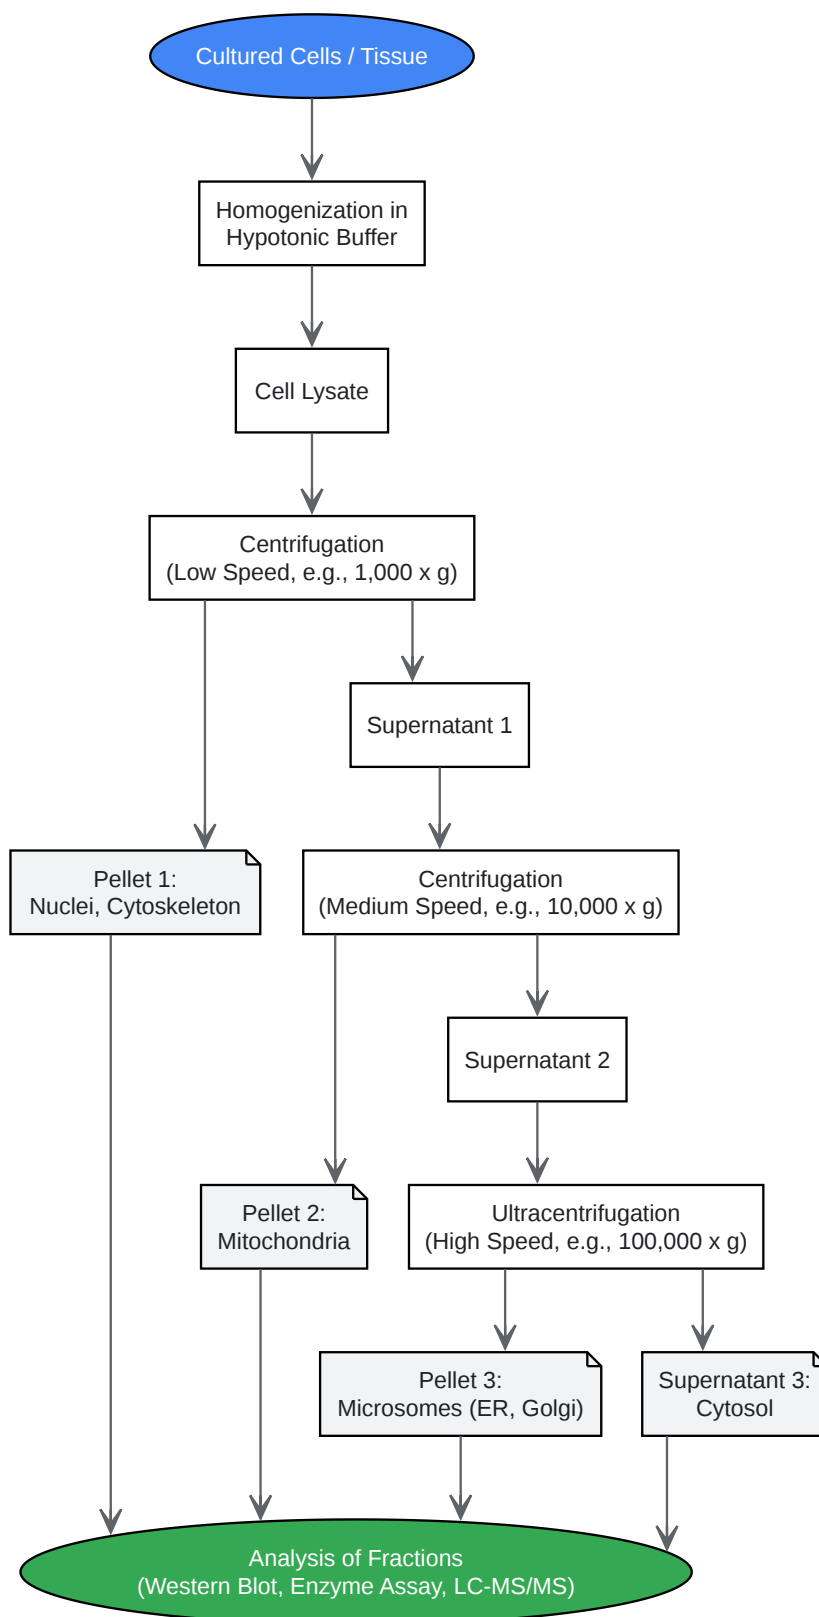 Cultured Cells / Tissue
Homogenization in
Hypotonic Buffer
Cell Lysate
Centrifugation
(Low Speed, e.g., 1,000 x g)
Supernatant 1
Pellet 1:
Nuclei, Cytoskeleton
Centrifugation
(Medium Speed, e.g., 10,000 x g)
Supernatant 2
Pellet 2:
Mitochondria
Ultracentrifugation
(High Speed, e.g., 100,000 x g)
Pellet 3:
Microsomes (ER, Golgi)
Supernatant 3:
Cytosol
Analysis of Fractions
(Western Blot, Enzyme Assay, LC-MS/MS)